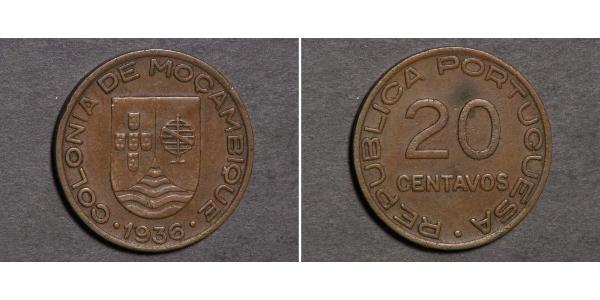 COLONIA DE MOÇAMBIQUE
· 1936 ·
REPUBLICA PORTUGUESA ·
20
CENTAVOS